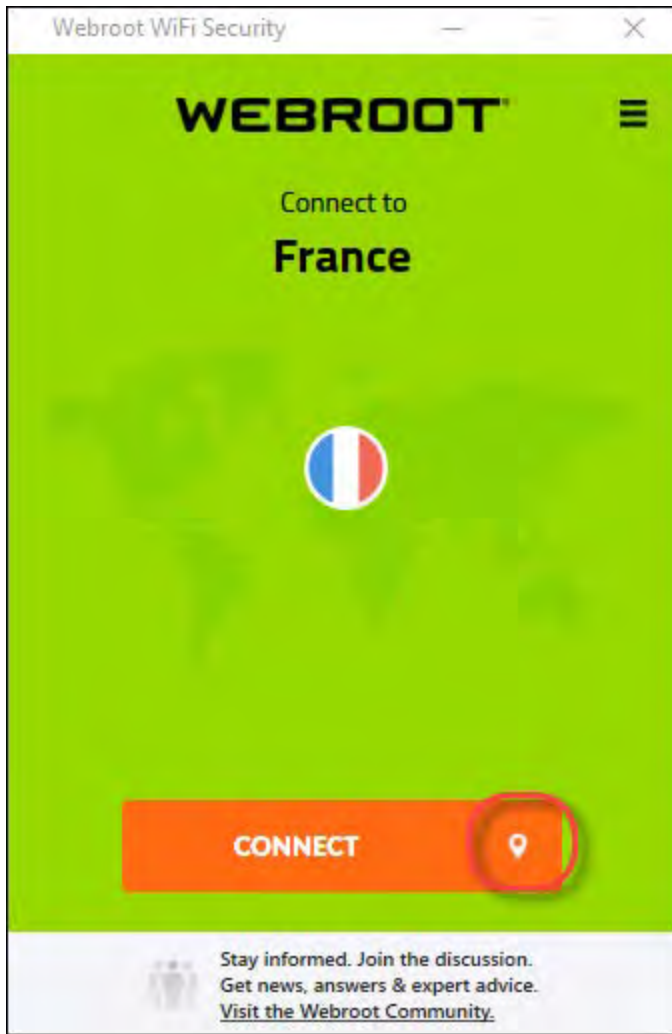 Webroot WiFi Security
WEBROOT®
Connect to
France
CONNECT
Stay informed. Join the discussion.
Get news, answers & expert advice.
Visit the Webroot Community.